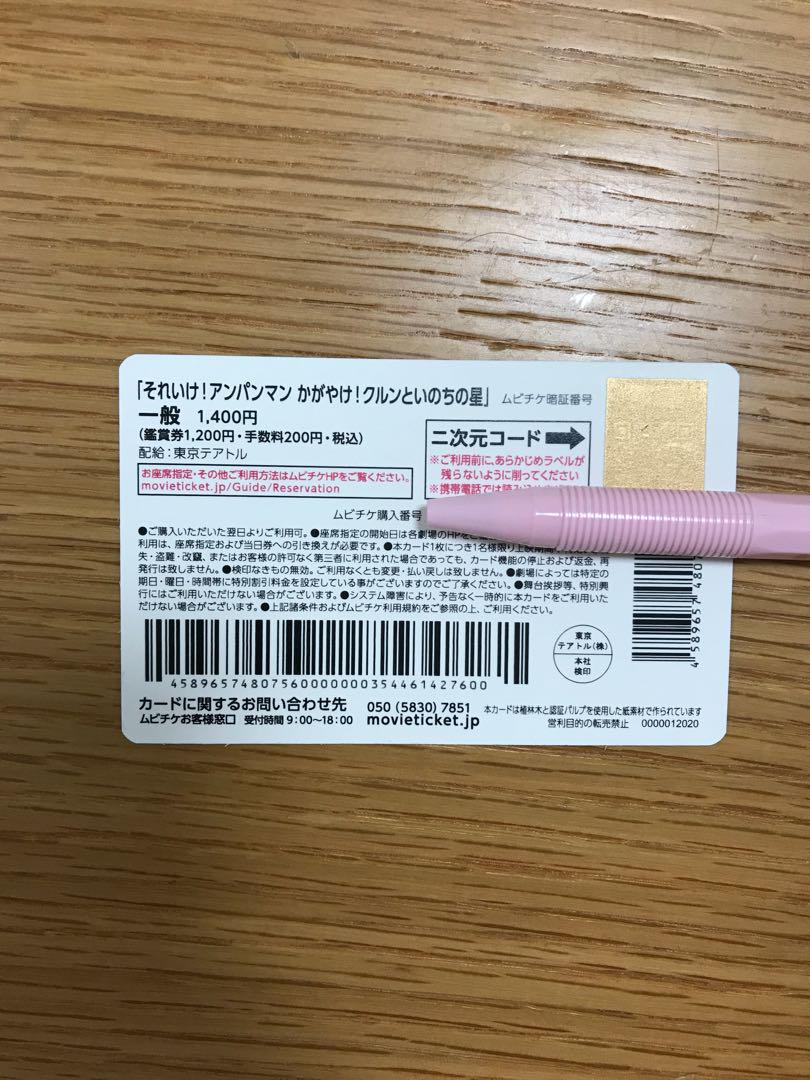 「それいけ！アンパンマン かがやけ！クルンといのちの星」 ムビチケ暗証番号
一般 1,400円
(鑑賞券1,200円・手数料200円・税込)
配給：東京テアトル
二次元コード
※ご利用前に、あらかじめラベルが
残らないように削ってください
※携帯電話では読み
お座席指定・その他ご利用方法はムビチケHPをご覧ください。
movieticket.jp/Guide/Reservation
ムビチケ購入番号
●ご購入いただいた翌日よりご利用可。●座席指定の開始日は各劇場のHPを
利用は、座席指定および当日券への引き換えが必要です。●本カード1枚につき1名様限り上映期間
失・盗難・改竄、またはお客様の許可なく第三者に利用された場合であっても、カード機能の停止および返金、再
発行は致しません。●検印なきもの無効。ご利用なくとも変更・払い戻しは致しません。●劇場によっては特定の
期日・曜日・時間帯に特別割引料金を設定している事がございますのでご了承ください。●舞台挨拶等、特別興
行にはご利用いただけない場合がございます。●システム障害により、予告なく一時的に本カードをご利用いた
だけない場合がございます。●上記諸条件およびムビチケ利用規約をご参照の上、ご利用ください。
45896574807560000000354461427600
東京
テアトル(株)
本社
検印
4 589657 480
カードに関するお問い合わせ先 050 (5830) 7851 本カードは植林木と認証パルプを使用した紙素材で作られています
ムビチケお客様窓口 受付時間 9:00〜18:00 movieticket.jp 営利目的の転売禁止 0000012020